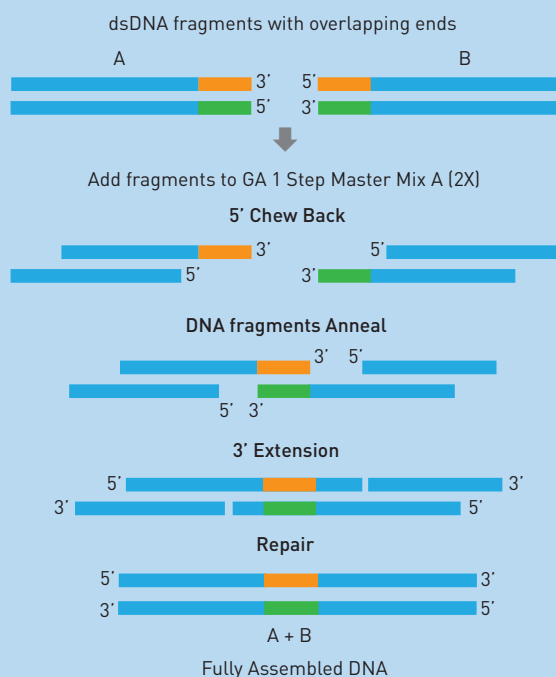 dsDNA fragments with overlapping ends
A B
3’ 5’
5’ 3’
Add fragments to GA 1 Step Master Mix A (2X)
5’ Chew Back
3’ 5’
5’ 3’
DNA fragments Anneal
3’ 5’
5’ 3’
3’ Extension
5’ 3’
3’ 5’
Repair
5’ 3’
3’ 5’
A + B
Fully Assembled DNA